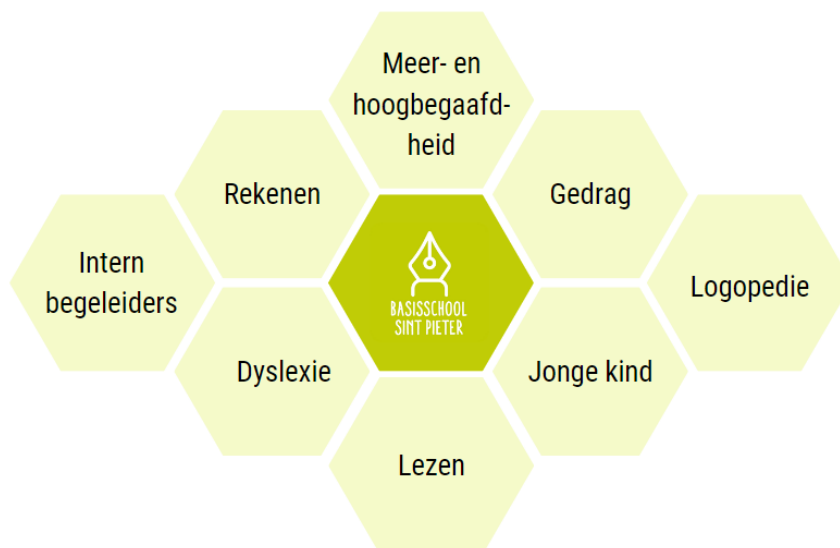 Meer- en
hoogbegaafd-
heid
Rekenen
Gedrag
Intern
begeleiders
BASISSCHOOL
SINT PIETER
Logopedie
Dyslexie
Jonge kind
Lezen